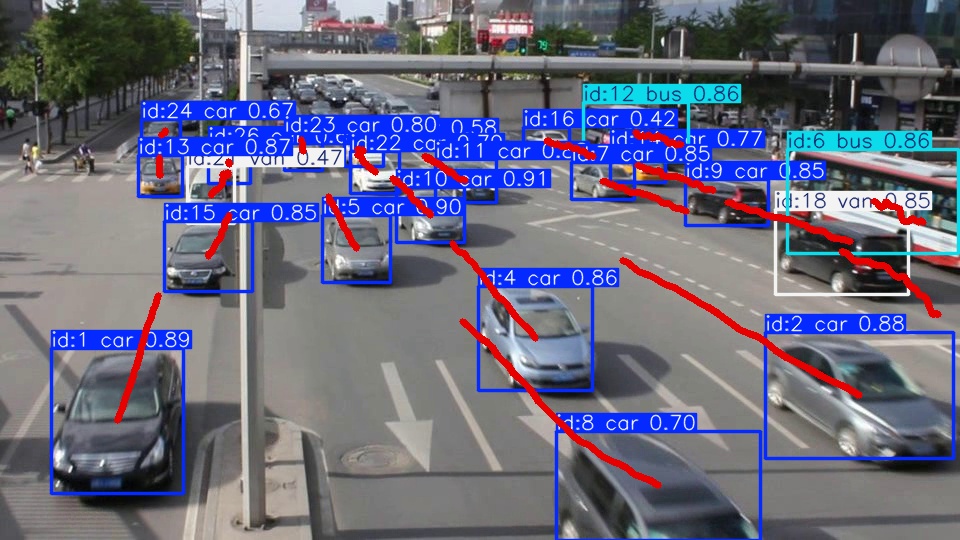 id:12 bus 0.86
id:24 car 0.67
id:16 car 0.42
id:23 car 0.80
0.58
79
id:26
id:22
0.77
id:6 bus 0.86
id:13 car 0.87
van 0.47
id:11 car
car 0.85
id:9 car 0.85
id:10 car 0.91
id:18 van 0.85
id:15 car 0.85
id:5 car 0.90
id:4 car 0.86
id:2 car 0.88
id:1 car 0.89
id:8 car 0.70